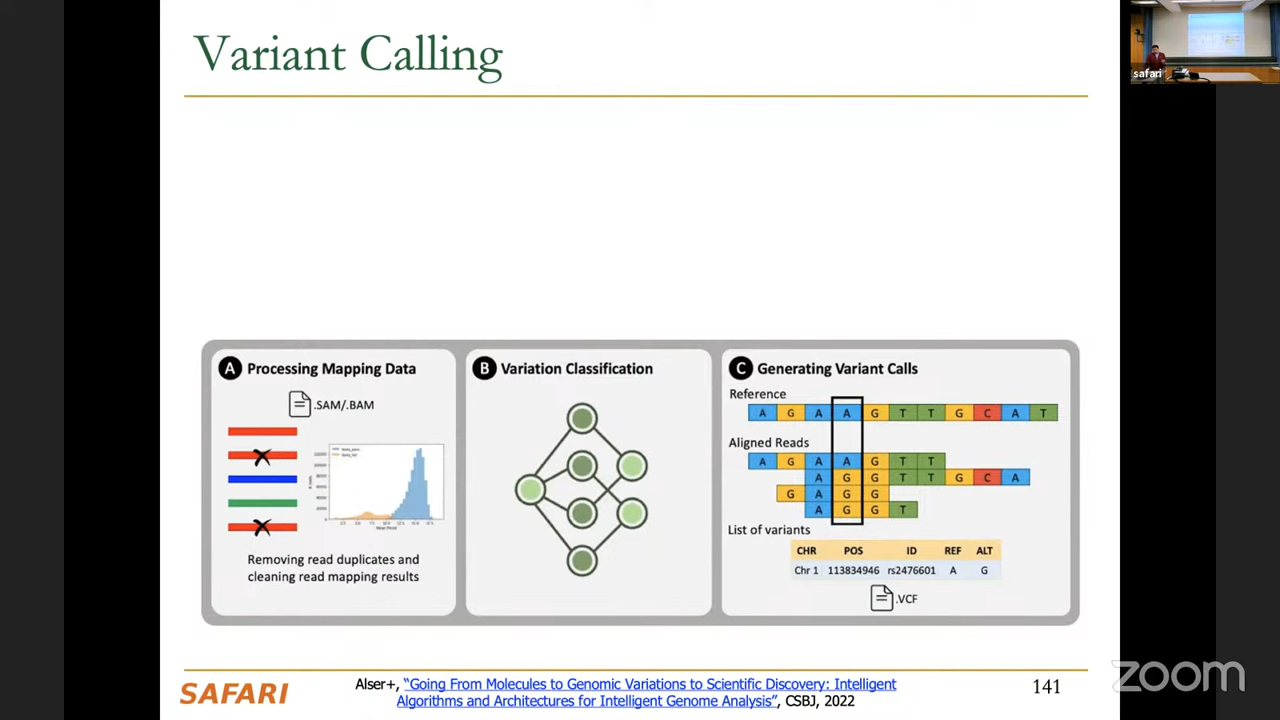 Variant Calling
safari
A Processing Mapping Data
.SAM/.BAM
Removing read duplicates and
cleaning read mapping results
B Variation Classification
C Generating Variant Calls
Reference
A G A A G T T G C A T
Aligned Reads
A G A A G T T
A G G T T G C A
G A G G
A G G T
List of variants
CHR POS ID REF ALT
Chr 1 113834946 rs2476601 A G
.VCF
SAFARI
Alser+, “Going From Molecules to Genomic Variations to Scientific Discovery: Intelligent
Algorithms and Architectures for Intelligent Genome Analysis”, CSBJ, 2022
141
zoom